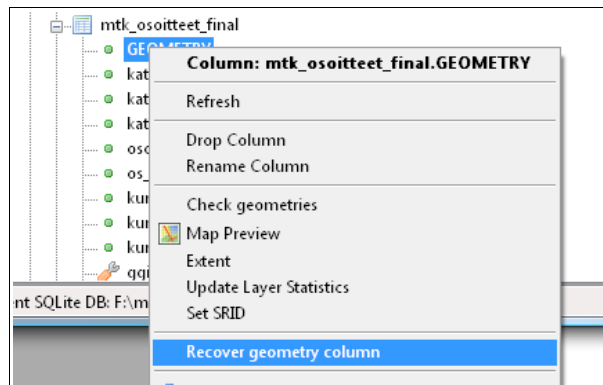 mtk_osoitteet_final
GEOMETRY
Column: mtk_osoitteet_final.GEOMETRY
kat
Refresh
kat
kat
Drop Column
oso
Rename Column
os_
kur
Check geometries
kur
Map Preview
kur
Extent
qgi
Update Layer Statistics
nt SQLite DB: F:\m
Set SRID
Recover geometry column